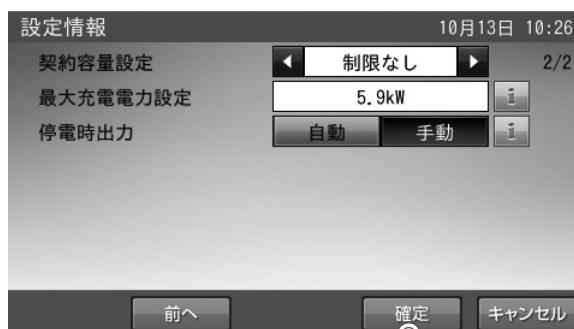 設定情報 10月13日 10:26
契約容量設定 ◀ 制限なし ▶ 2/2
最大充電電力設定 5.9kW i
停電時出力 自動 手動 i
前へ 確定 キャンセル